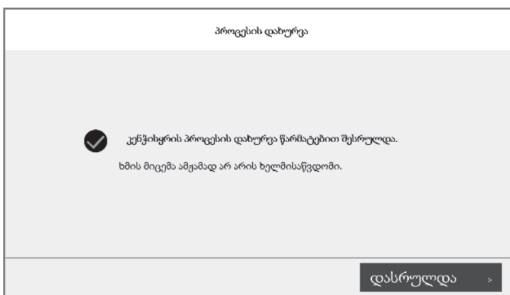 პროცესის დახურვა
კენჭისყრის პროცესის დახურვა წარმატებით შესრულდა.
ხმის მიცემა ამჟამად არ არის ხელმისაწვდომი.
დასრულდა >